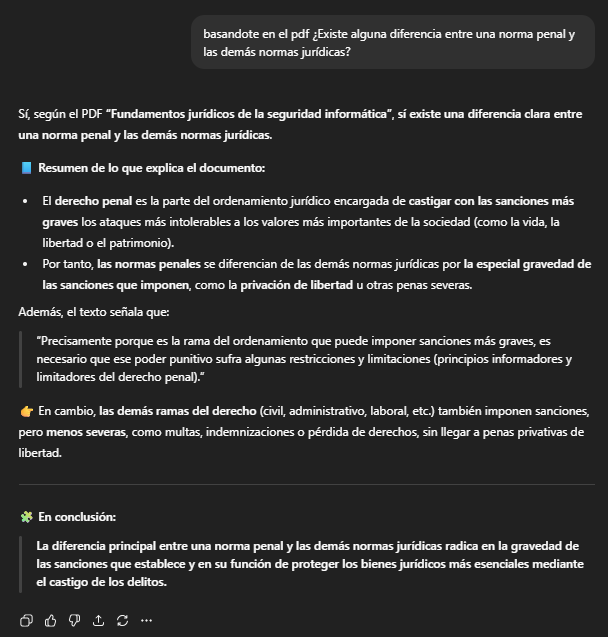 basandote en el pdf ¿Existe alguna diferencia entre una norma penal y
las demás normas jurídicas?
Sí, según el PDF “Fundamentos jurídicos de la seguridad informática”, sí existe una diferencia clara entre
una norma penal y las demás normas jurídicas.
📘 Resumen de lo que explica el documento:
• El derecho penal es la parte del ordenamiento jurídico encargada de castigar con las sanciones más
graves los ataques más intolerables a los valores más importantes de la sociedad (como la vida, la
libertad o el patrimonio).
• Por tanto, las normas penales se diferencian de las demás normas jurídicas por la especial gravedad de
las sanciones que imponen, como la privación de libertad u otras penas severas.
Además, el texto señala que:
“Precisamente porque es la rama del ordenamiento que puede imponer sanciones más graves, es
necesario que ese poder punitivo sufra algunas restricciones y limitaciones (principios informadores y
limitadores del derecho penal).”
👉 En cambio, las demás ramas del derecho (civil, administrativo, laboral, etc.) también imponen sanciones,
pero menos severas, como multas, indemnizaciones o pérdida de derechos, sin llegar a penas privativas de
libertad.
🧩 En conclusión:
La diferencia principal entre una norma penal y las demás normas jurídicas radica en la gravedad de
las sanciones que establece y en su función de proteger los bienes jurídicos más esenciales mediante
el castigo de los delitos.